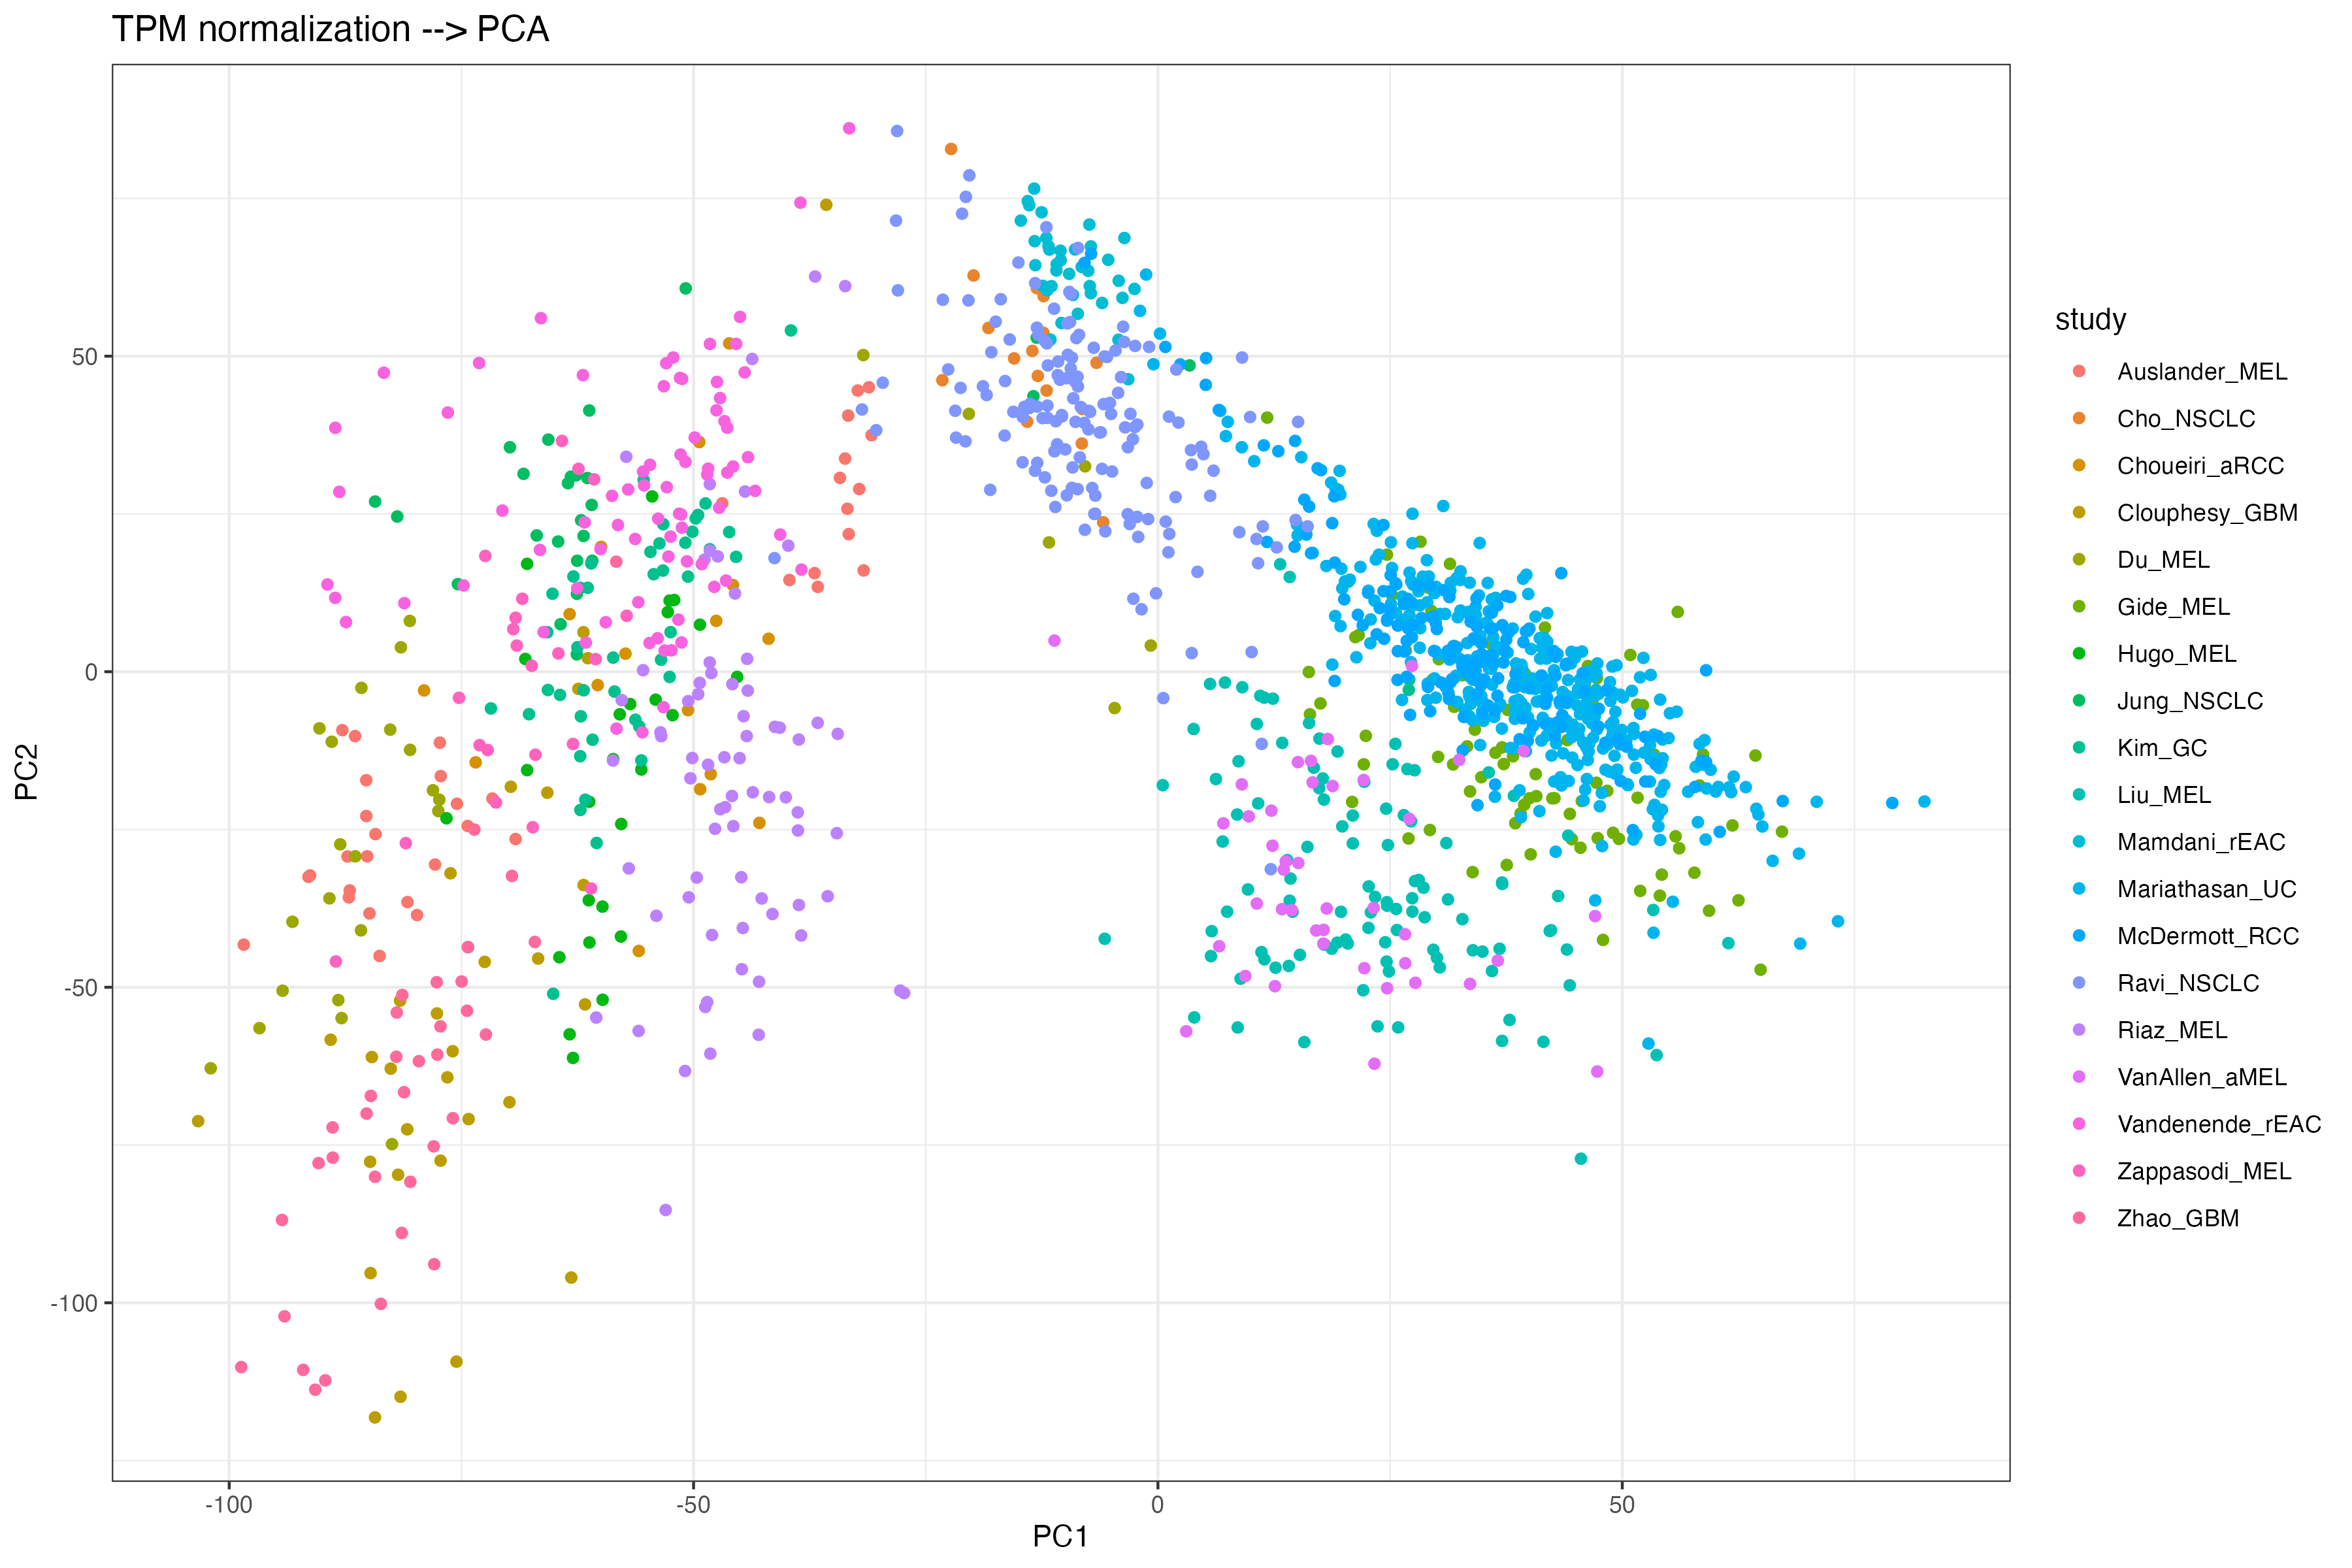 TPM normalization --> PCA
PC2
50
0
-50
-100
-100
-50
0
50
PC1
study
Auslander_MEL
Cho_NSCLC
Choueiri_aRCC
Clouphesy_GBM
Du_MEL
Gide_MEL
Hugo_MEL
Jung_NSCLC
Kim_GC
Liu_MEL
Mamdani_rEAC
Mariathasan_UC
McDermott_RCC
Ravi_NSCLC
Riaz_MEL
VanAllen_aMEL
Vandenende_rEAC
Zappasodi_MEL
Zhao_GBM